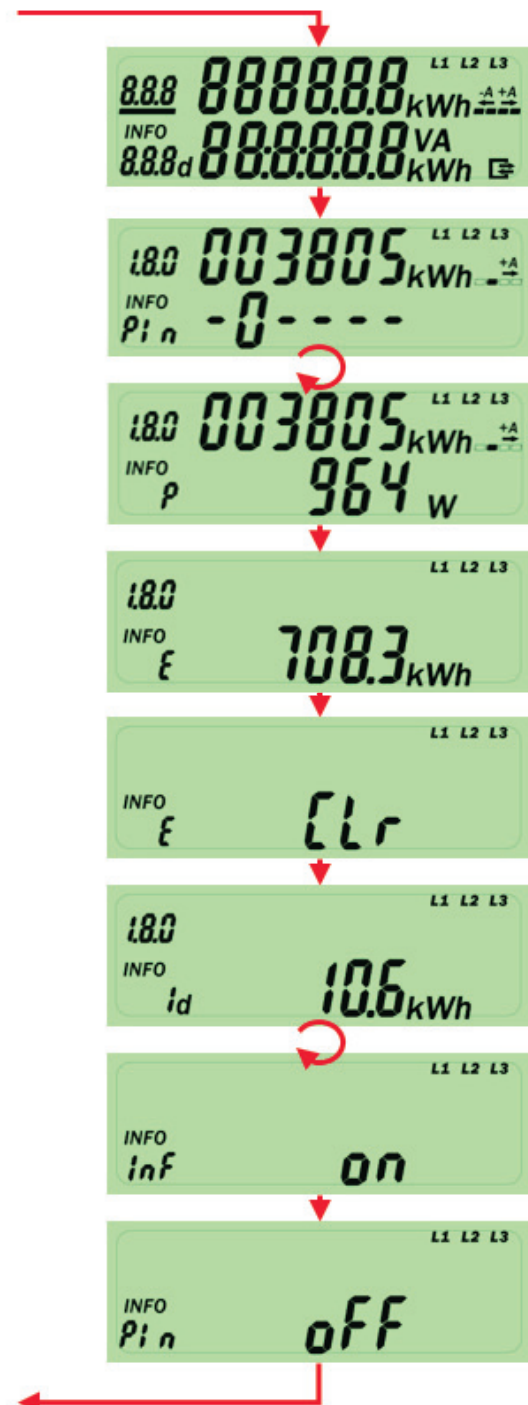 L1 L2 L3
8.8.8 888888.8 kWh -A +A
INFO VA
8.8.8d 88:8:8:8.8 kWh
L1 L2 L3
1.8.0 003805 kWh +A
INFO
Pin -0----
L1 L2 L3
1.8.0 003805 kWh +A
INFO
P 964 W
L1 L2 L3
1.8.0
INFO
E 708.3 kWh
L1 L2 L3
INFO
E CLr
L1 L2 L3
1.8.0
INFO
1d 10.6 kWh
L1 L2 L3
INFO
inF on
L1 L2 L3
INFO
Pin oFF